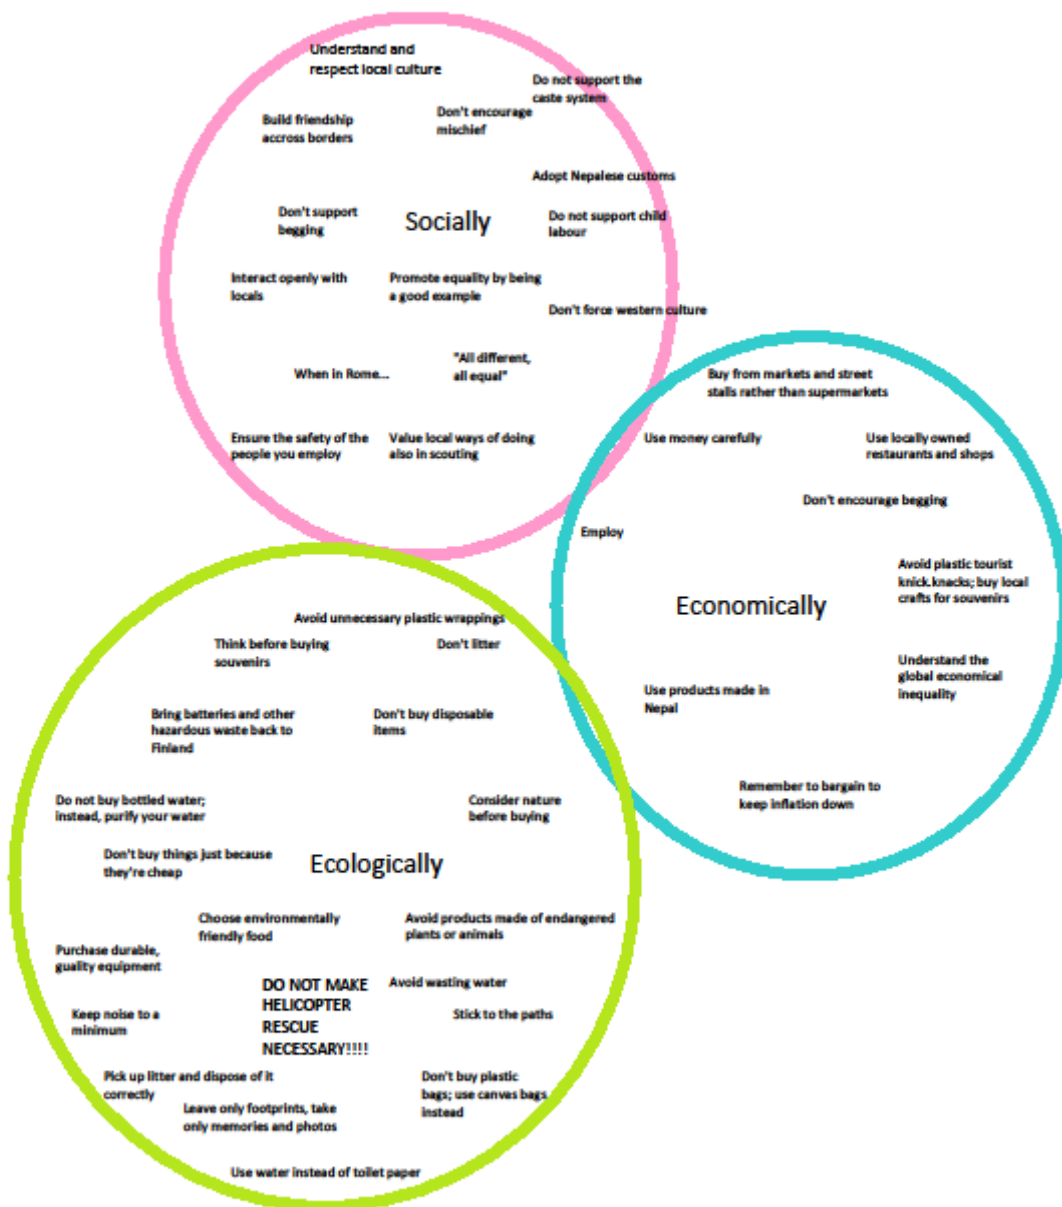 Understand and
respect local culture
Do not support the
caste system
Don't encourage
mischief
Build friendship
accross borders
Adopt Nepalese customs
Don't support
begging
Socially
Do not support child
labour
Interact openly with
locals
Promote equality by being
a good example
Don't force western culture
When in Rome...
"All different,
all equal"
Ensure the safety of the
people you employ
Value local ways of doing
also in scouting
Buy from markets and street
stalls rather than supermarkets
Use money carefully
Use locally owned
restaurants and shops
Don't encourage begging
Employ
Avoid plastic tourist
knick.knacks; buy local
crafts for souvenirs
Economically
Understand the
global economical
inequality
Use products made in
Nepal
Remember to bargain to
keep inflation down
Avoid unnecessary plastic wrappings
Think before buying
souvenirs
Don't litter
Bring batteries and other
hazardous waste back to
Finland
Don't buy disposable
items
Do not buy bottled water;
instead, purify your water
Consider nature
before buying
Don't buy things just because
they're cheap
Ecologically
Choose environmentally
friendly food
Avoid products made of endangered
plants or animals
Purchase durable,
guality equipment
DO NOT MAKE
HELICOPTER
RESCUE
NECESSARY!!!!
Avoid wasting water
Keep noise to a
minimum
Stick to the paths
Pick up litter and dispose of it
correctly
Don't buy plastic
bags; use canvas bags
instead
Leave only footprints, take
only memories and photos
Use water instead of toilet paper